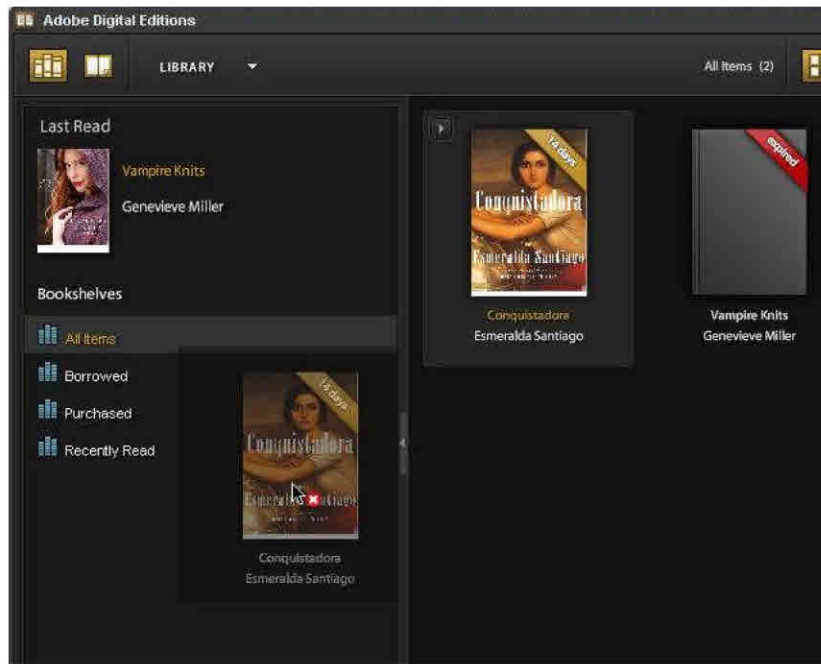 Adobe Digital Editions
LIBRARY
All Items (2)
Last Read
Vampire Knits
Genevieve Miller
Bookshelves
All Items
Borrowed
Purchased
Recently Read
14 days
Conquistadora
Esmeralda Santiago
Conquistadora
Esmeralda Santiago
expired
Vampire Knits
Genevieve Miller
14 days
Conquistadora
Esmeralda Santiago
Conquistadora
Esmeralda Santiago